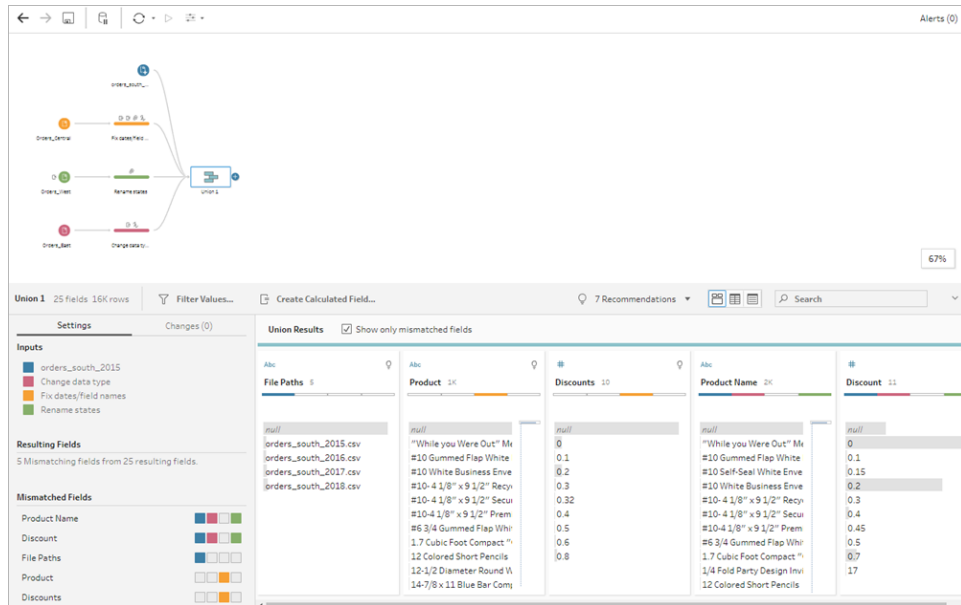 Alerts (0)
orders_south_...
Orders_Central
Fix dates/field ...
Orders_West
Rename states
Union 1
Orders_East
Change data ty...
67%
Union 1 25 fields 16K rows
Filter Values...
Create Calculated Field...
7 Recommendations
Search
Settings
Changes (0)
Inputs
orders_south_2015
Change data type
Fix dates/field names
Rename states
Resulting Fields
5 Mismatching fields from 25 resulting fields.
Mismatched Fields
Product Name
Discount
File Paths
Product
Discounts
Union Results
Show only mismatched fields
Abc
File Paths 5
null
orders_south_2015.csv
orders_south_2016.csv
orders_south_2017.csv
orders_south_2018.csv
Abc
Product 1K
null
"While you Were Out" Me
#10 Gummed Flap White
#10 White Business Enve
#10- 4 1/8" x 9 1/2" Recy
#10- 4 1/8" x 9 1/2" Secur
#10-4 1/8" x 9 1/2" Prem
#6 3/4 Gummed Flap Whi
1.7 Cubic Foot Compact "
12 Colored Short Pencils
12-1/2 Diameter Round W
14-7/8 x 11 Blue Bar Comp
#
Discounts 10
null
0
0.1
0.2
0.3
0.32
0.4
0.5
0.6
0.8
Abc
Product Name 2K
null
"While you Were Out" Me
#10 Gummed Flap White
#10 Self-Seal White Enve
#10 White Business Enve
#10- 4 1/8" x 9 1/2" Recy
#10- 4 1/8" x 9 1/2" Secur
#10-4 1/8" x 9 1/2" Prem
#6 3/4 Gummed Flap Whi
1.7 Cubic Foot Compact "
1/4 Fold Party Design Invi
12 Colored Short Pencils
#
Discount 11
null
0
0.1
0.15
0.2
0.3
0.4
0.45
0.5
0.7
17